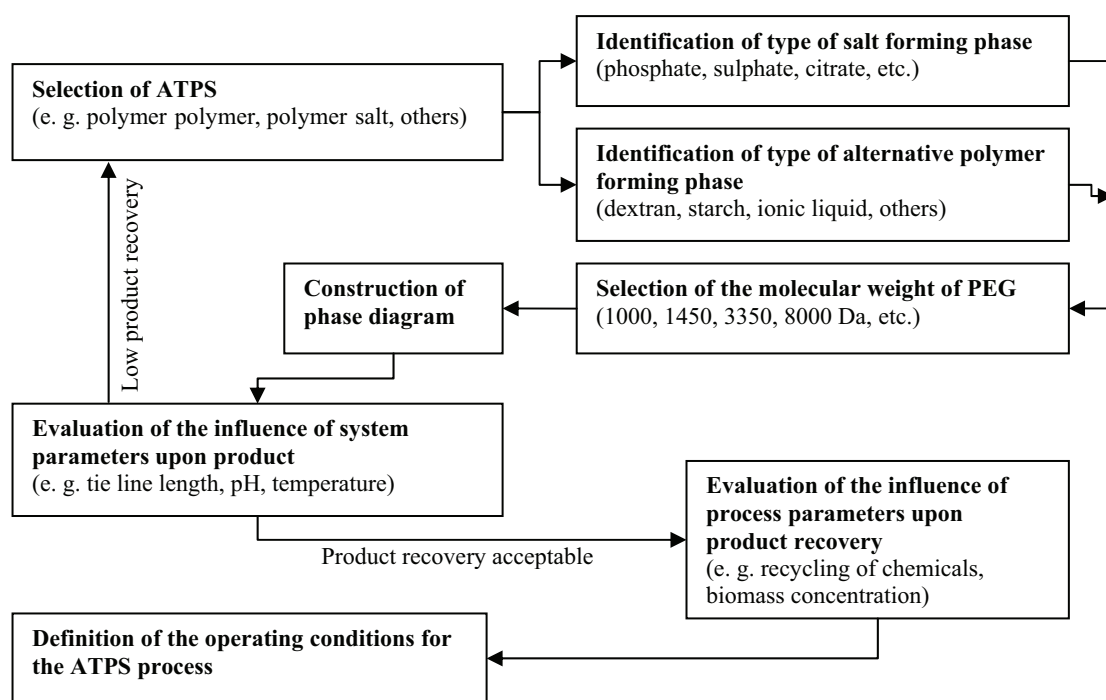 Selection of ATPS
(e. g. polymer polymer, polymer salt, others)
Identification of type of salt forming phase
(phosphate, sulphate, citrate, etc.)
Identification of type of alternative polymer
forming phase
(dextran, starch, ionic liquid, others)
Selection of the molecular weight of PEG
(1000, 1450, 3350, 8000 Da, etc.)
Construction of
phase diagram
Low product recovery
Evaluation of the influence of system
parameters upon product
(e. g. tie line length, pH, temperature)
Product recovery acceptable
Evaluation of the influence of
process parameters upon
product recovery
(e. g. recycling of chemicals,
biomass concentration)
Definition of the operating conditions for
the ATPS process